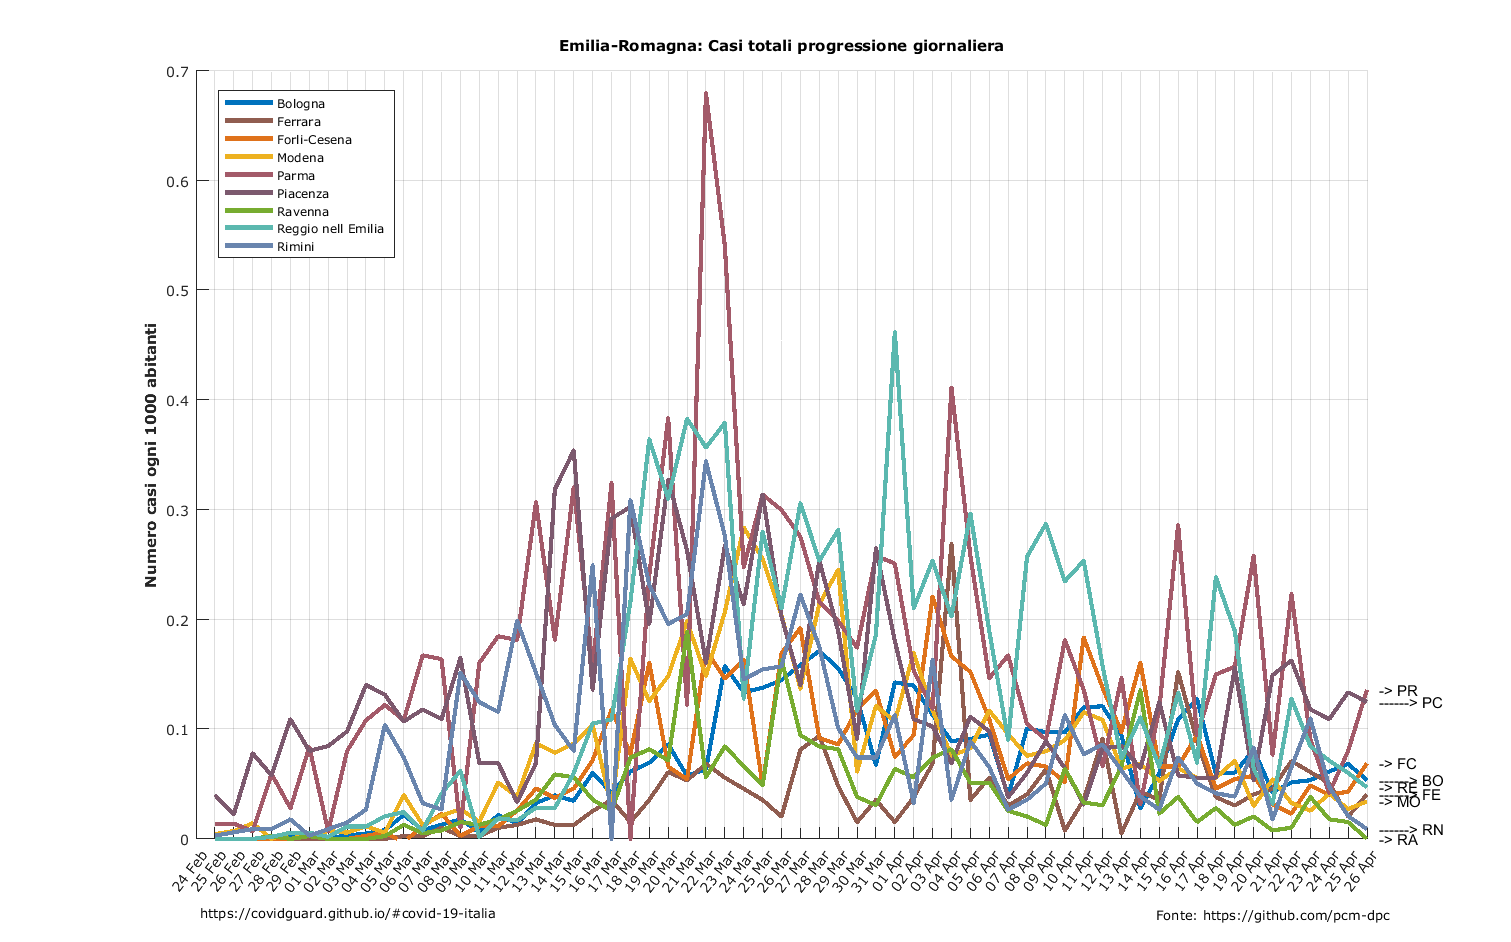 Emilia-Romagna: Casi totali progressione giornaliera
Numero casi ogni 1000 abitanti
0.7
0.6
0.5
0.4
0.3
0.2
0.1
0
Bologna
Ferrara
Forli-Cesena
Modena
Parma
Piacenza
Ravenna
Reggio nell Emilia
Rimini
-> PR
------> PC
-> FC
------> BO
-> RE
------> FE
-> MO
------> RN
-> RA
24 Feb
25 Feb
26 Feb
27 Feb
28 Feb
29 Feb
01 Mar
02 Mar
03 Mar
04 Mar
05 Mar
06 Mar
07 Mar
08 Mar
09 Mar
10 Mar
11 Mar
12 Mar
13 Mar
14 Mar
15 Mar
16 Mar
17 Mar
18 Mar
19 Mar
20 Mar
21 Mar
22 Mar
23 Mar
24 Mar
25 Mar
26 Mar
27 Mar
28 Mar
29 Mar
30 Mar
31 Mar
01 Apr
02 Apr
03 Apr
04 Apr
05 Apr
06 Apr
07 Apr
08 Apr
09 Apr
10 Apr
11 Apr
12 Apr
13 Apr
14 Apr
15 Apr
16 Apr
17 Apr
18 Apr
19 Apr
20 Apr
21 Apr
22 Apr
23 Apr
24 Apr
25 Apr
26 Apr
https://covidguard.github.io/#covid-19-italia
Fonte: https://github.com/pcm-dpc